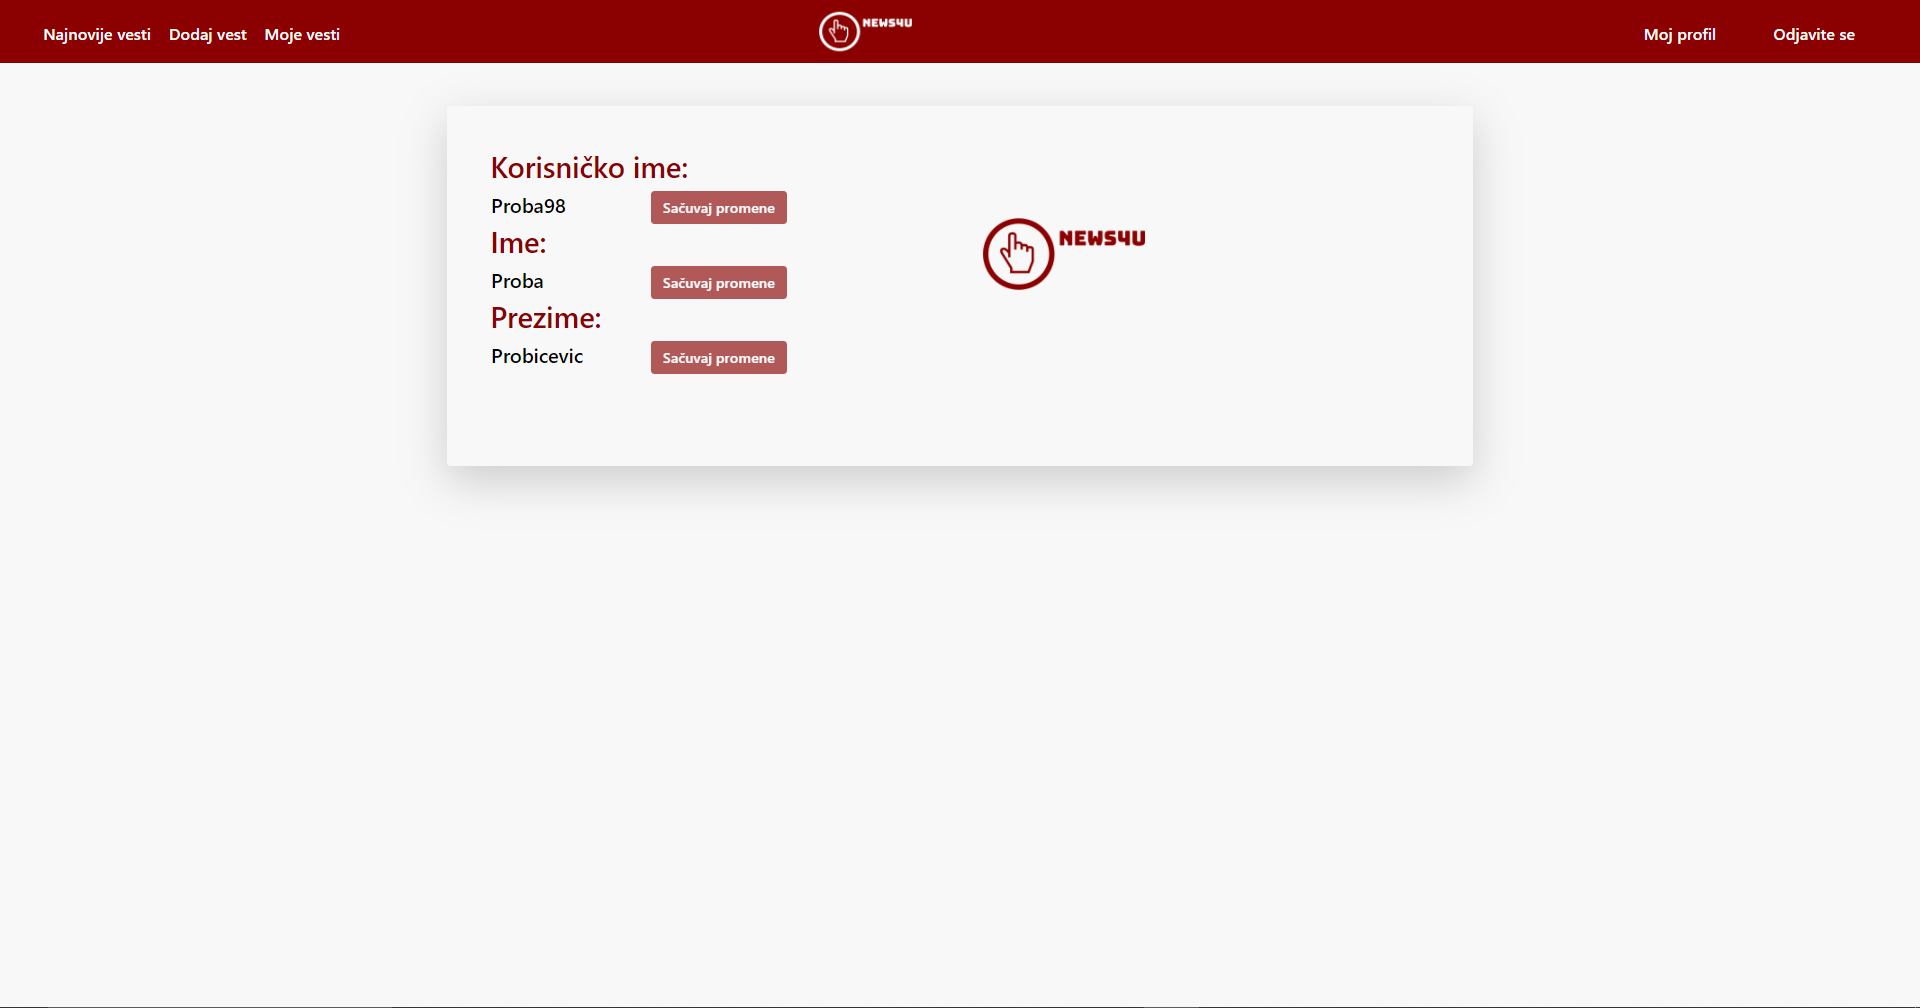 Najnovije vesti Dodaj vest Moje vesti NEWS4U Moj profil Odjavite se
Korisničko ime:
Proba98 Sačuvaj promene
Ime:
Proba Sačuvaj promene
Prezime:
Probicevic Sačuvaj promene
NEWS4U